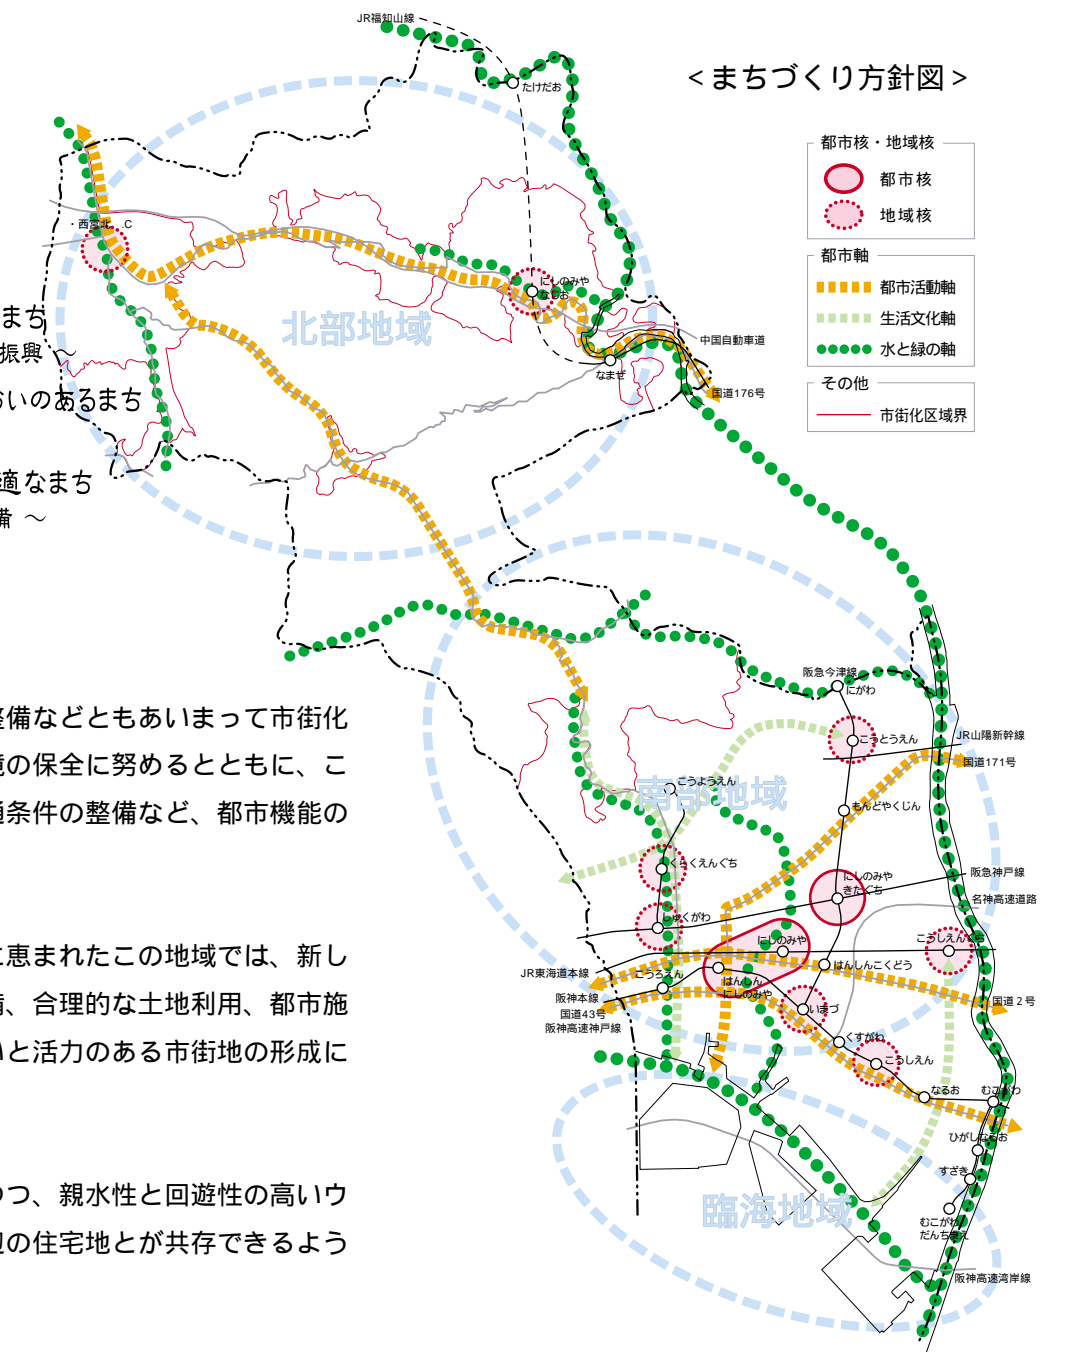 JR福知山線
<まちづくり方針図>
たけだお
都市核・地域核
都市核
地域核
都市軸
都市活動軸
生活文化軸
水と緑の軸
その他
市街化区域界
・西宮北 .C
にしのみや
なじお
北部地域
中国自動車道
なまぜ
国道176号
まち
振興 ～
おいのあるまち
適なまち
備 ～
阪急今津線
にがわ
整備などともあいまって市街化
境の保全に努めるとともに、こ
通条件の整備など、都市機能の
こうとうえん
JR山陽新幹線
国道171号
こうようえん
南部地域
もんどやくじん
くらくえんぐち
にしのみや
きたぐち
阪急神戸線
名神高速道路
しゅくがわ
に恵まれたこの地域では、新し
備、合理的な土地利用、都市施
いと活力のある市街地の形成に
にしのみや
こうしえんぐち
JR東海道本線
こうろえん
はんしん
にしのみや
はんしんこくどう
阪神本線
国道43号
阪神高速神戸線
国道2号
いまづ
くすがわ
こうしえん
なるお
むこがわ
ひがしなるお
すざき
つつ、親水性と回遊性の高いウ
辺の住宅地とが共存できるよう
臨海地域
むこがわ
だんちまえ
阪神高速湾岸線